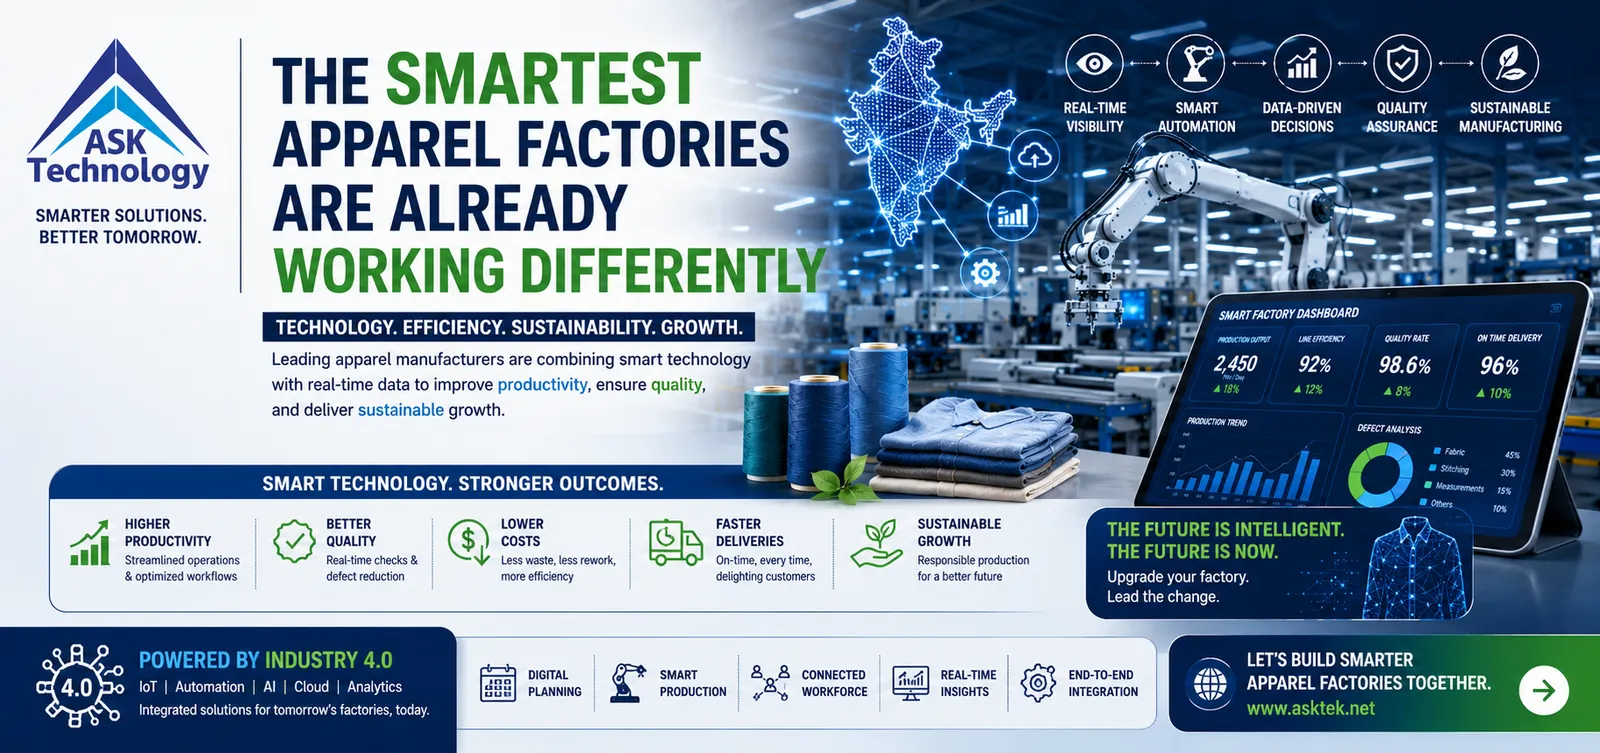 ASK
Technology
SMARTER SOLUTIONS.
BETTER TOMORROW.
THE SMARTEST
APPAREL FACTORIES
ARE ALREADY
WORKING DIFFERENTLY
TECHNOLOGY. EFFICIENCY. SUSTAINABILITY. GROWTH.
Leading apparel manufacturers are combining smart technology
with real-time data to improve productivity, ensure quality,
and deliver sustainable growth.
REAL-TIME
VISIBILITY
SMART
AUTOMATION
DATA-DRIVEN
DECISIONS
QUALITY
ASSURANCE
SUSTAINABLE
MANUFACTURING
SMART FACTORY DASHBOARD
PRODUCTION OUTPUT
2,450
▲ 18%
LINE EFFICIENCY
92%
▲ 12%
QUALITY RATE
98.6%
▲ 8%
ON TIME DELIVERY
96%
▲ 10%
PRODUCTION TREND
DEFECT ANALYSIS
Fabric 45%
Stitching 30%
Measurements 15%
Others 10%
SMART TECHNOLOGY. STRONGER OUTCOMES.
HIGHER
PRODUCTIVITY
Streamlined operations
& optimized workflows
BETTER
QUALITY
Real-time checks &
defect reduction
$
LOWER
COSTS
Less waste, less rework,
more efficiency
FASTER
DELIVERIES
On-time, every time,
delighting customers
SUSTAINABLE
GROWTH
Responsible production
for a better future
THE FUTURE IS INTELLIGENT.
THE FUTURE IS NOW.
Upgrade your factory.
Lead the change.
4.0
POWERED BY INDUSTRY 4.0
IoT | Automation | AI | Cloud | Analytics
Integrated solutions for tomorrow's factories, today.
DIGITAL
PLANNING
SMART
PRODUCTION
CONNECTED
WORKFORCE
REAL-TIME
INSIGHTS
END-TO-END
INTEGRATION
LET'S BUILD SMARTER
APPAREL FACTORIES TOGETHER.
www.asktek.net